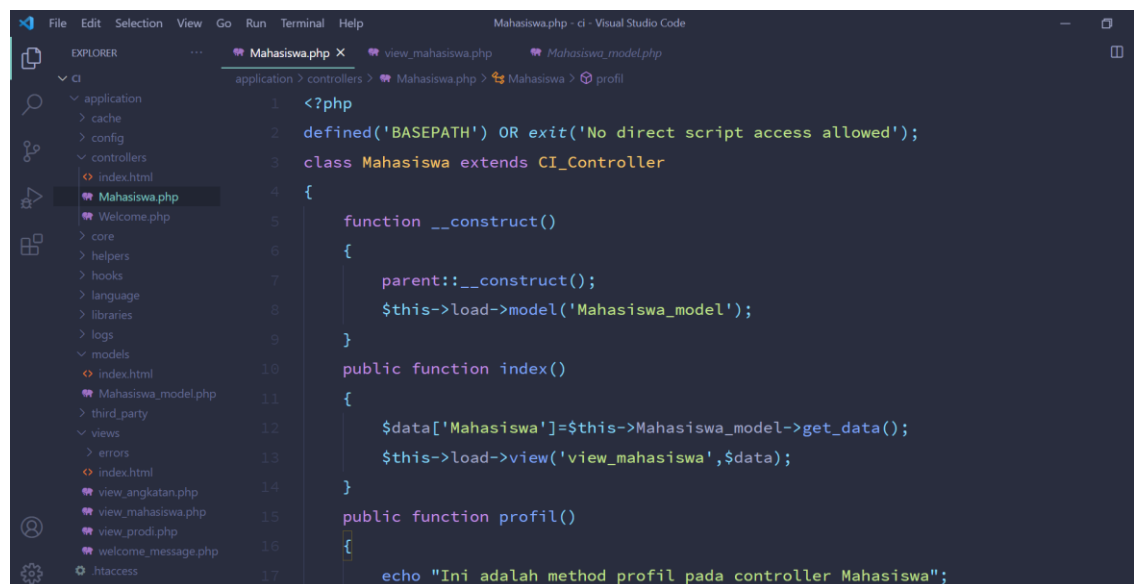 File Edit Selection View Go Run Terminal Help Mahasiswa.php - ci - Visual Studio Code
EXPLORER ...
CI
application
cache
config
controllers
index.html
Mahasiswa.php
Welcome.php
core
helpers
hooks
language
libraries
logs
models
index.html
Mahasiswa_model.php
third_party
views
errors
index.html
view_angkatan.php
view_mahasiswa.php
view_prodi.php
welcome_message.php
.htaccess
Mahasiswa.php view_mahasiswa.php Mahasiswa_model.php
application > controllers > Mahasiswa.php > Mahasiswa > profil
1 <?php
2 defined('BASEPATH') OR exit('No direct script access allowed');
3 class Mahasiswa extends CI_Controller
4 {
5 function __construct()
6 {
7 parent::__construct();
8 $this->load->model('Mahasiswa_model');
9 }
10 public function index()
11 {
12 $data['Mahasiswa']=$this->Mahasiswa_model->get_data();
13 $this->load->view('view_mahasiswa',$data);
14 }
15 public function profil()
16 {
17 echo "Ini adalah method profil pada controller Mahasiswa";